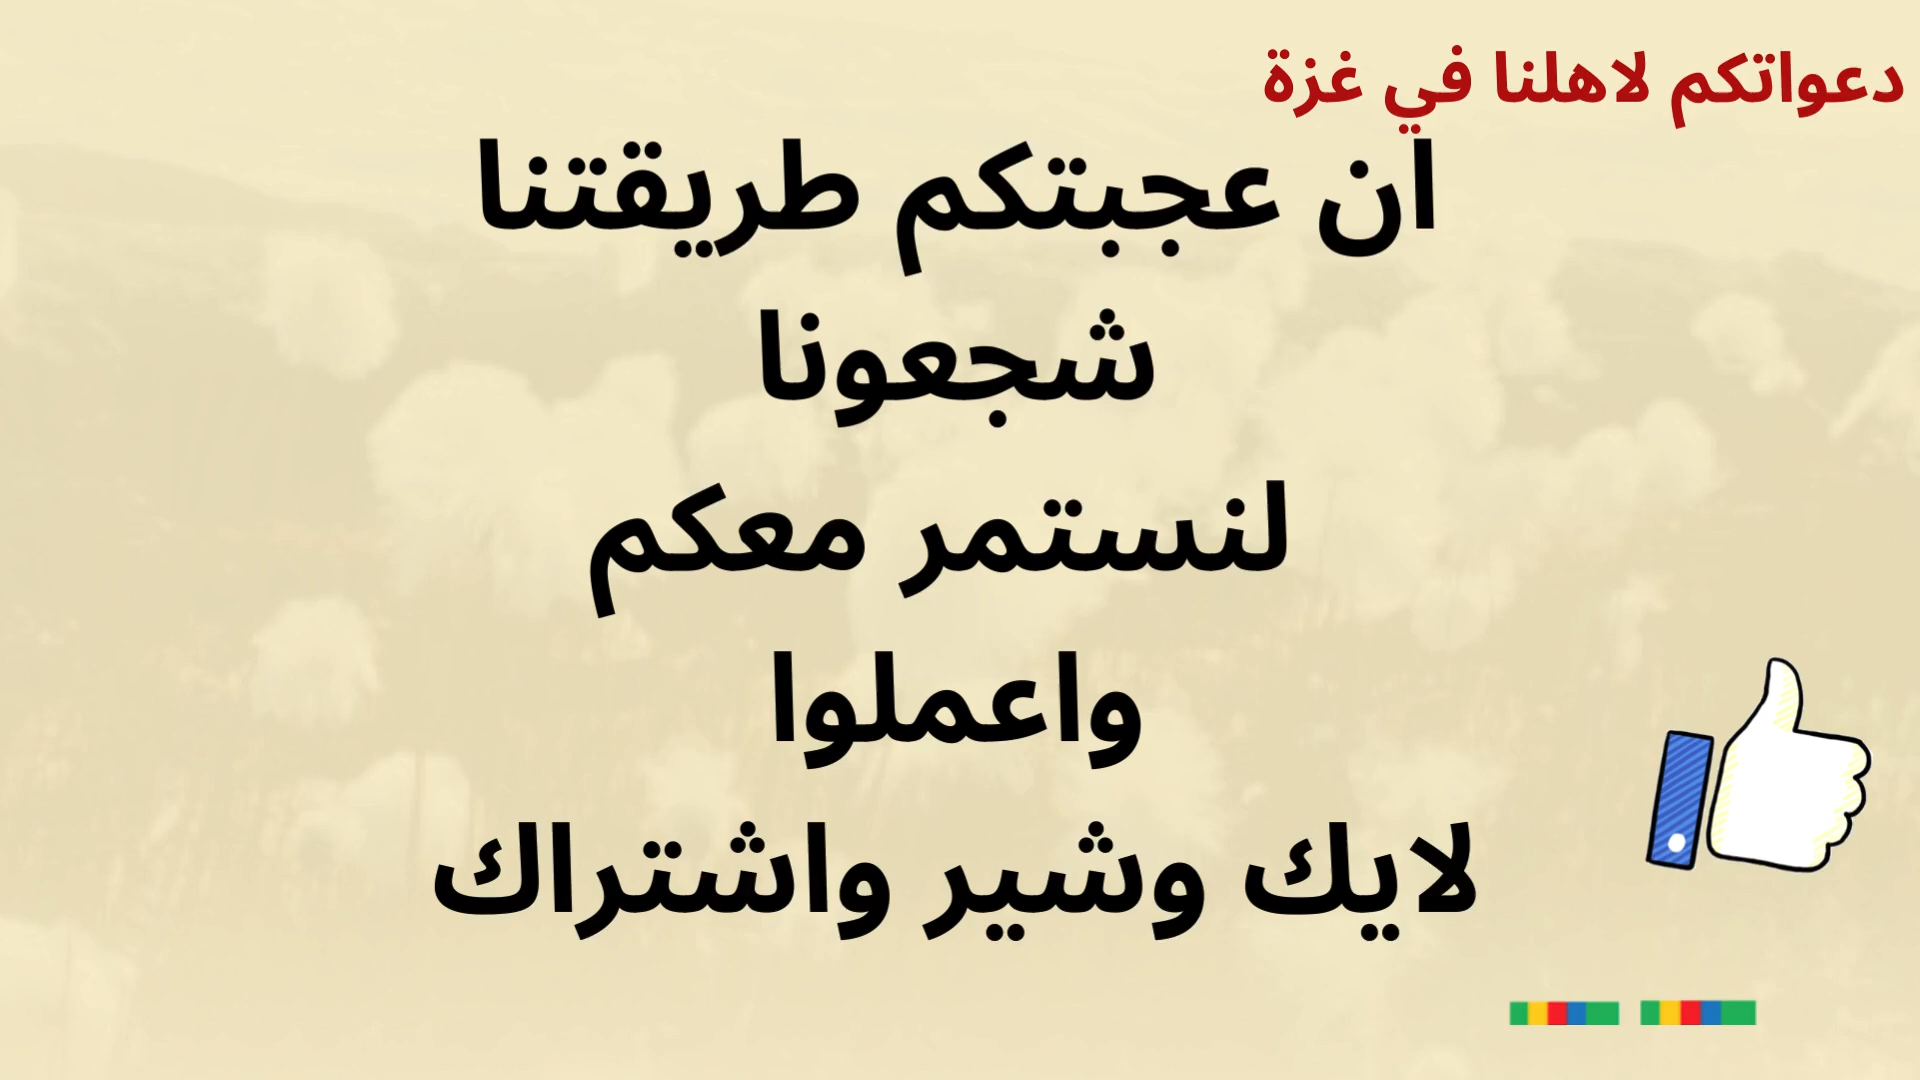 دعواتكم لاهلنا في غزة
ان عجبتكم طريقتنا
شجعونا
لنستمر معكم
واعملوا
لايك وشير واشتراك